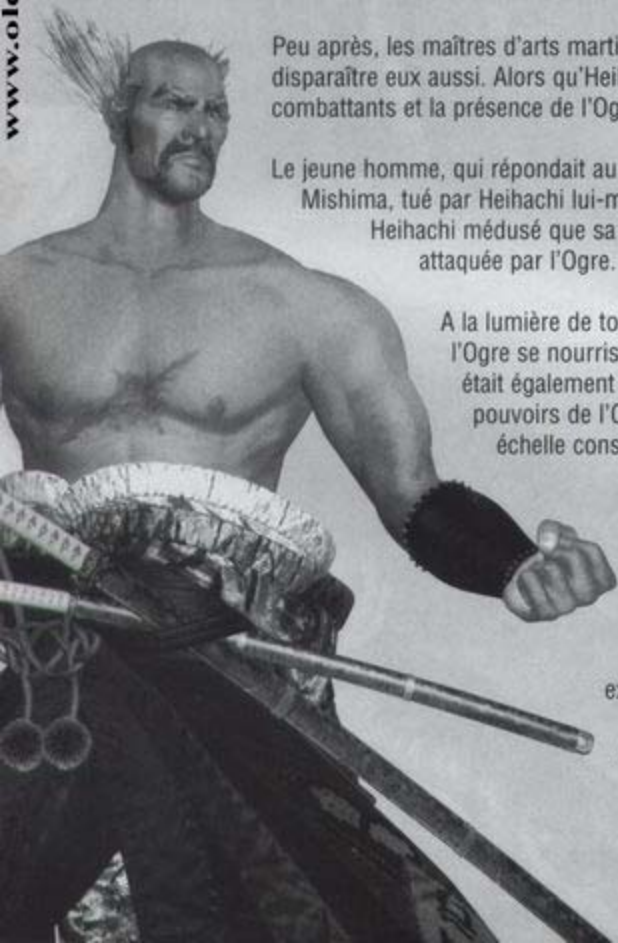 www.old
Peu après, les maîtres d'arts marti
disparaître eux aussi. Alors qu'Hei
combattants et la présence de l'Og
Le jeune homme, qui répondait au
Mishima, tué par Heihachi lui-m
Heihachi médusé que sa
attaquée par l'Ogre.
A la lumière de to
l'Ogre se nourris
était également
pouvoirs de l'O
échelle cons
ex